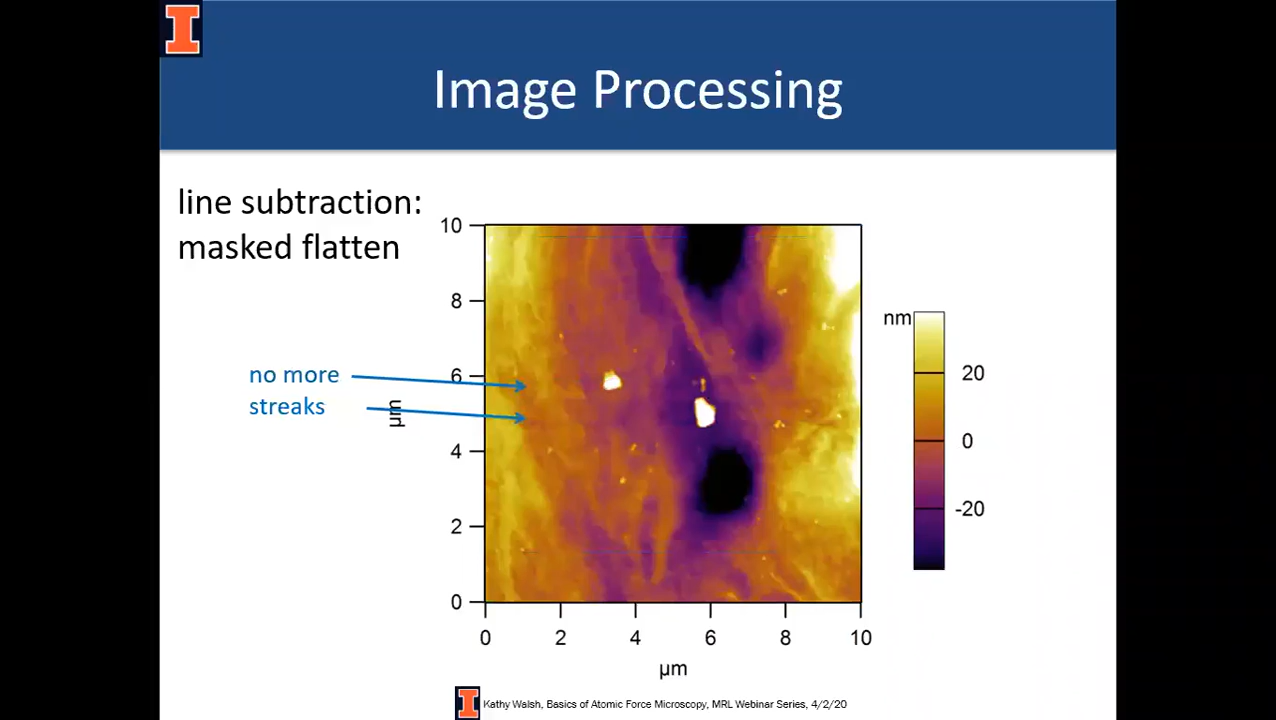 Image Processing
line subtraction:
masked flatten
no more
streaks
10
8
6
4
2
0
µm
0 2 4 6 8 10
µm
nm
20
0
-20
Kathy Walsh, Basics of Atomic Force Microscopy, MRL Webinar Series, 4/2/20